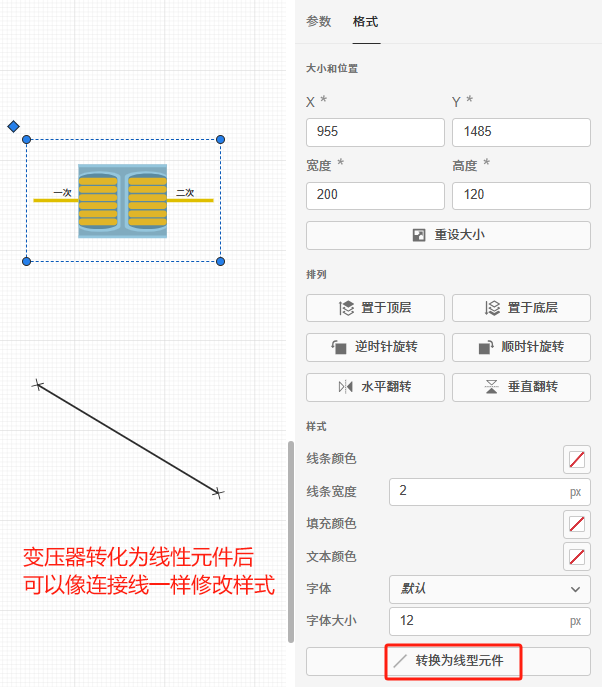 参数 格式
大小和位置
X * Y *
955 1485
宽度 * 高度 *
200 120
重设大小
排列
置于顶层 置于底层
逆时针旋转 顺时针旋转
水平翻转 垂直翻转
样式
线条颜色
线条宽度 2 px
填充颜色
文本颜色
字体 默认
字体大小 12 px
转换为线型元件
一次 二次
变压器转化为线性元件后
可以像连接线一样修改样式